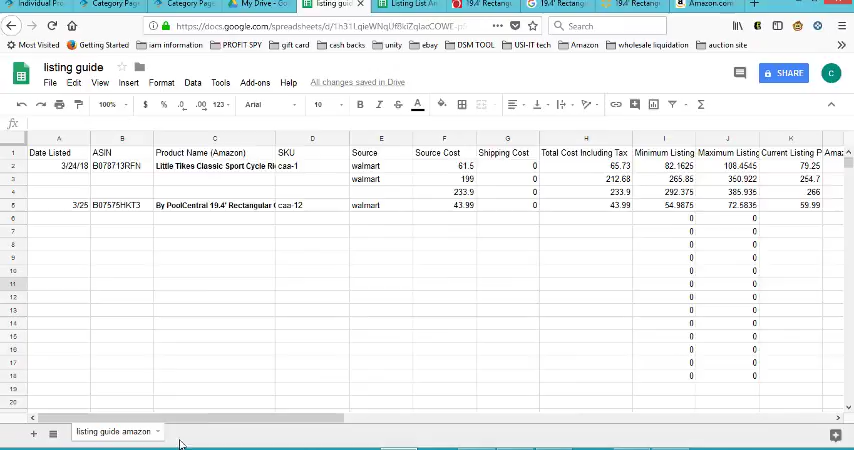 Individual Pro Category Page Category Page My Drive - Goo listing guide Listing List Am 19.4' Rectang 19.4' Rectang 19.4' Rectang Amazon.com
https://docs.google.com/spreadsheets/d/1h31LqieWNqUf8kiZqIacCOWE-p Search
Most Visited Getting Started iam information PROFIT SPY gift card cash backs unity ebay DSM TOOL USI-IT tech Amazon wholesale liquidation auction site
listing guide
SHARE C
File Edit View Insert Format Data Tools Add-ons Help All changes saved in Drive
100% $ % .0 .00 123 Arial 10 B I S A
fx
A B C D E F G H I J K
1 Date Listed ASIN Product Name (Amazon) SKU Source Source Cost Shipping Cost Total Cost Including Tax Minimum Listing Maximum Listing Current Listing P Amaz
2 3/24/18 B078713RFN Little Tikes Classic Sport Cycle Ri caa-1 walmart 61.5 0 65.73 82.1625 108.4545 79.25
3 walmart 199 0 212.68 265.85 350.922 254.7
4 233.9 0 233.9 292.375 385.935 266
5 3/25 B07575HKT3 By PoolCentral 19.4' Rectangular caa-12 walmart 43.99 0 43.99 54.9875 72.5835 59.99
6 0 0
7 0 0
8 0 0
9 0 0
10 0 0
11 0 0
12 0 0
13 0 0
14 0 0
15 0 0
16 0 0
17 0 0
18 0 0
19
20
+ listing guide amazon